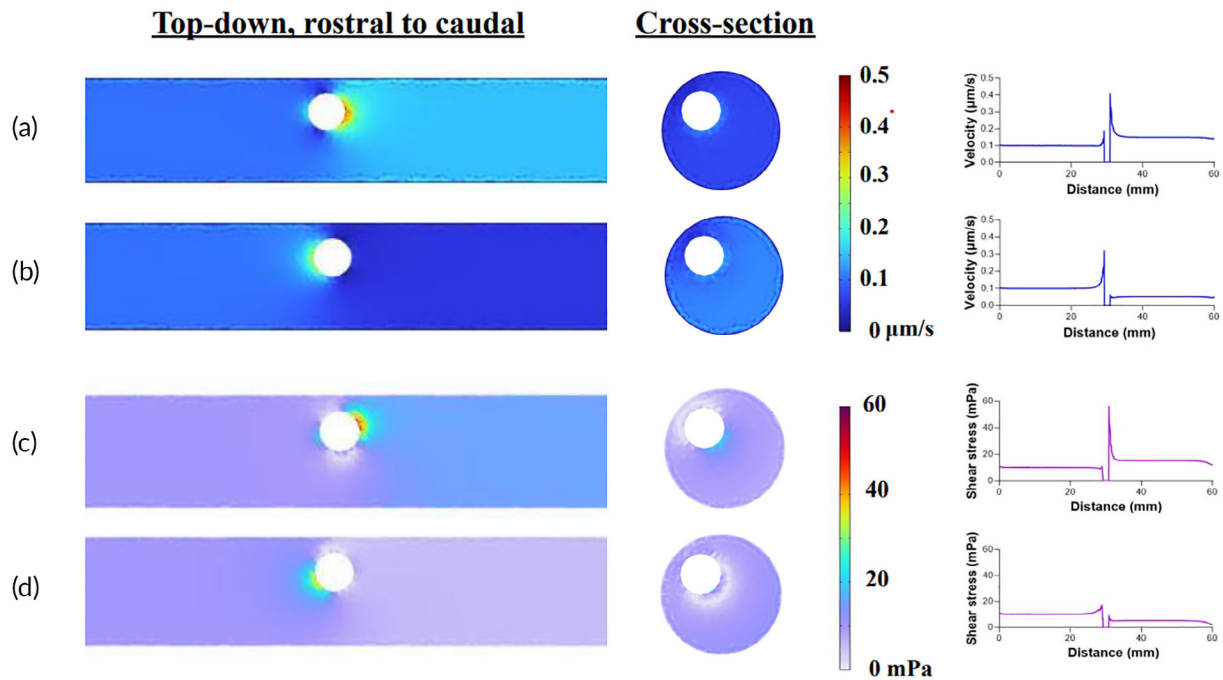 Top-down, rostral to caudal
Cross-section
(a)
0.5
0.4
0.3
0.2
0.1
0 μm/s
Velocity (μm/s)
0.5
0.4
0.3
0.2
0.1
0.0
0
20
40
60
Distance (mm)
(b)
Velocity (μm/s)
0.5
0.4
0.3
0.2
0.1
0.0
0
20
40
60
Distance (mm)
(c)
60
40
20
0 mPa
Shear stress (mPa)
60
40
20
0
0
20
40
60
Distance (mm)
(d)
Shear stress (mPa)
60
40
20
0
0
20
40
60
Distance (mm)